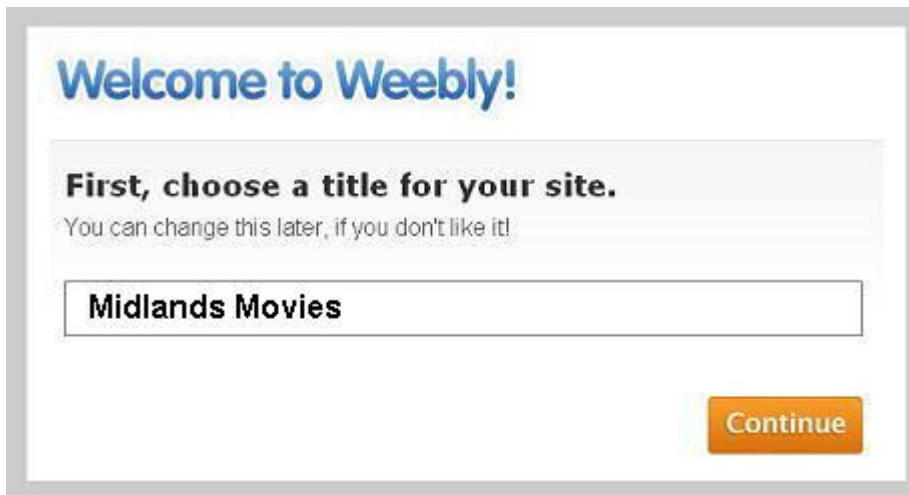 Welcome to Weebly!
First, choose a title for your site.
You can change this later, if you don't like it!
Midlands Movies
Continue